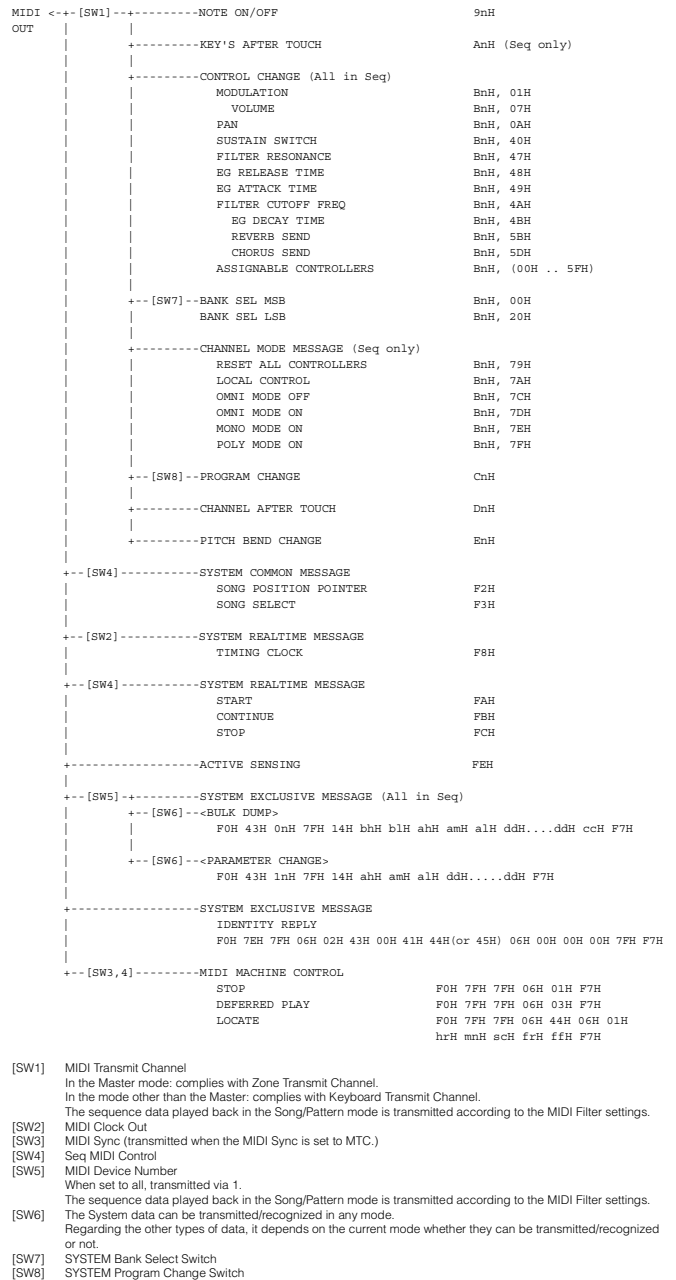 MIDI <-+-[SW1]--+---------NOTE ON/OFF 9nH
OUT | |
| +---------KEY'S AFTER TOUCH AnH (Seq only)
| |
| +---------CONTROL CHANGE (All in Seq)
| | MODULATION BnH, 01H
| | VOLUME BnH, 07H
| | PAN BnH, 0AH
| | SUSTAIN SWITCH BnH, 40H
| | FILTER RESONANCE BnH, 47H
| | EG RELEASE TIME BnH, 48H
| | EG ATTACK TIME BnH, 49H
| | FILTER CUTOFF FREQ BnH, 4AH
| | EG DECAY TIME BnH, 4BH
| | REVERB SEND BnH, 5BH
| | CHORUS SEND BnH, 5DH
| | ASSIGNABLE CONTROLLERS BnH, (00H .. 5FH)
| |
| +--[SW7]--BANK SEL MSB BnH, 00H
| | BANK SEL LSB BnH, 20H
| |
| +---------CHANNEL MODE MESSAGE (Seq only)
| | RESET ALL CONTROLLERS BnH, 79H
| | LOCAL CONTROL BnH, 7AH
| | OMNI MODE OFF BnH, 7CH
| | OMNI MODE ON BnH, 7DH
| | MONO MODE ON BnH, 7EH
| | POLY MODE ON BnH, 7FH
| |
| +--[SW8]--PROGRAM CHANGE CnH
| |
| +---------CHANNEL AFTER TOUCH DnH
| |
| +---------PITCH BEND CHANGE EnH
|
+--[SW4]-----------SYSTEM COMMON MESSAGE
| SONG POSITION POINTER F2H
| SONG SELECT F3H
|
+--[SW2]-----------SYSTEM REALTIME MESSAGE
| TIMING CLOCK F8H
|
+--[SW4]-----------SYSTEM REALTIME MESSAGE
| START FAH
| CONTINUE FBH
| STOP FCH
|
+------------------ACTIVE SENSING FEH
|
+--[SW5]-+---------SYSTEM EXCLUSIVE MESSAGE (All in Seq)
| +--[SW6]--<BULK DUMP>
| | F0H 43H 0nH 7FH 14H bhH blH ahH amH alH ddH....ddH ccH F7H
| |
| +--[SW6]--<PARAMETER CHANGE>
| F0H 43H 1nH 7FH 14H ahH amH alH ddH.....ddH F7H
|
+------------------SYSTEM EXCLUSIVE MESSAGE
| IDENTITY REPLY
| F0H 7EH 7FH 06H 02H 43H 00H 41H 44H(or 45H) 06H 00H 00H 00H 7FH F7H
|
+--[SW3,4]---------MIDI MACHINE CONTROL
STOP F0H 7FH 7FH 06H 01H F7H
DEFERRED PLAY F0H 7FH 7FH 06H 03H F7H
LOCATE F0H 7FH 7FH 06H 44H 06H 01H
hrH mnH scH frH ffH F7H
[SW1] MIDI Transmit Channel
In the Master mode: complies with Zone Transmit Channel.
In the mode other than the Master: complies with Keyboard Transmit Channel.
The sequence data played back in the Song/Pattern mode is transmitted according to the MIDI Filter settings.
[SW2] MIDI Clock Out
[SW3] MIDI Sync (transmitted when the MIDI Sync is set to MTC.)
[SW4] Seq MIDI Control
[SW5] MIDI Device Number
When set to all, transmitted via 1.
The sequence data played back in the Song/Pattern mode is transmitted according to the MIDI Filter settings.
[SW6] The System data can be transmitted/recognized in any mode.
Regarding the other types of data, it depends on the current mode whether they can be transmitted/recognized
or not.
[SW7] SYSTEM Bank Select Switch
[SW8] SYSTEM Program Change Switch